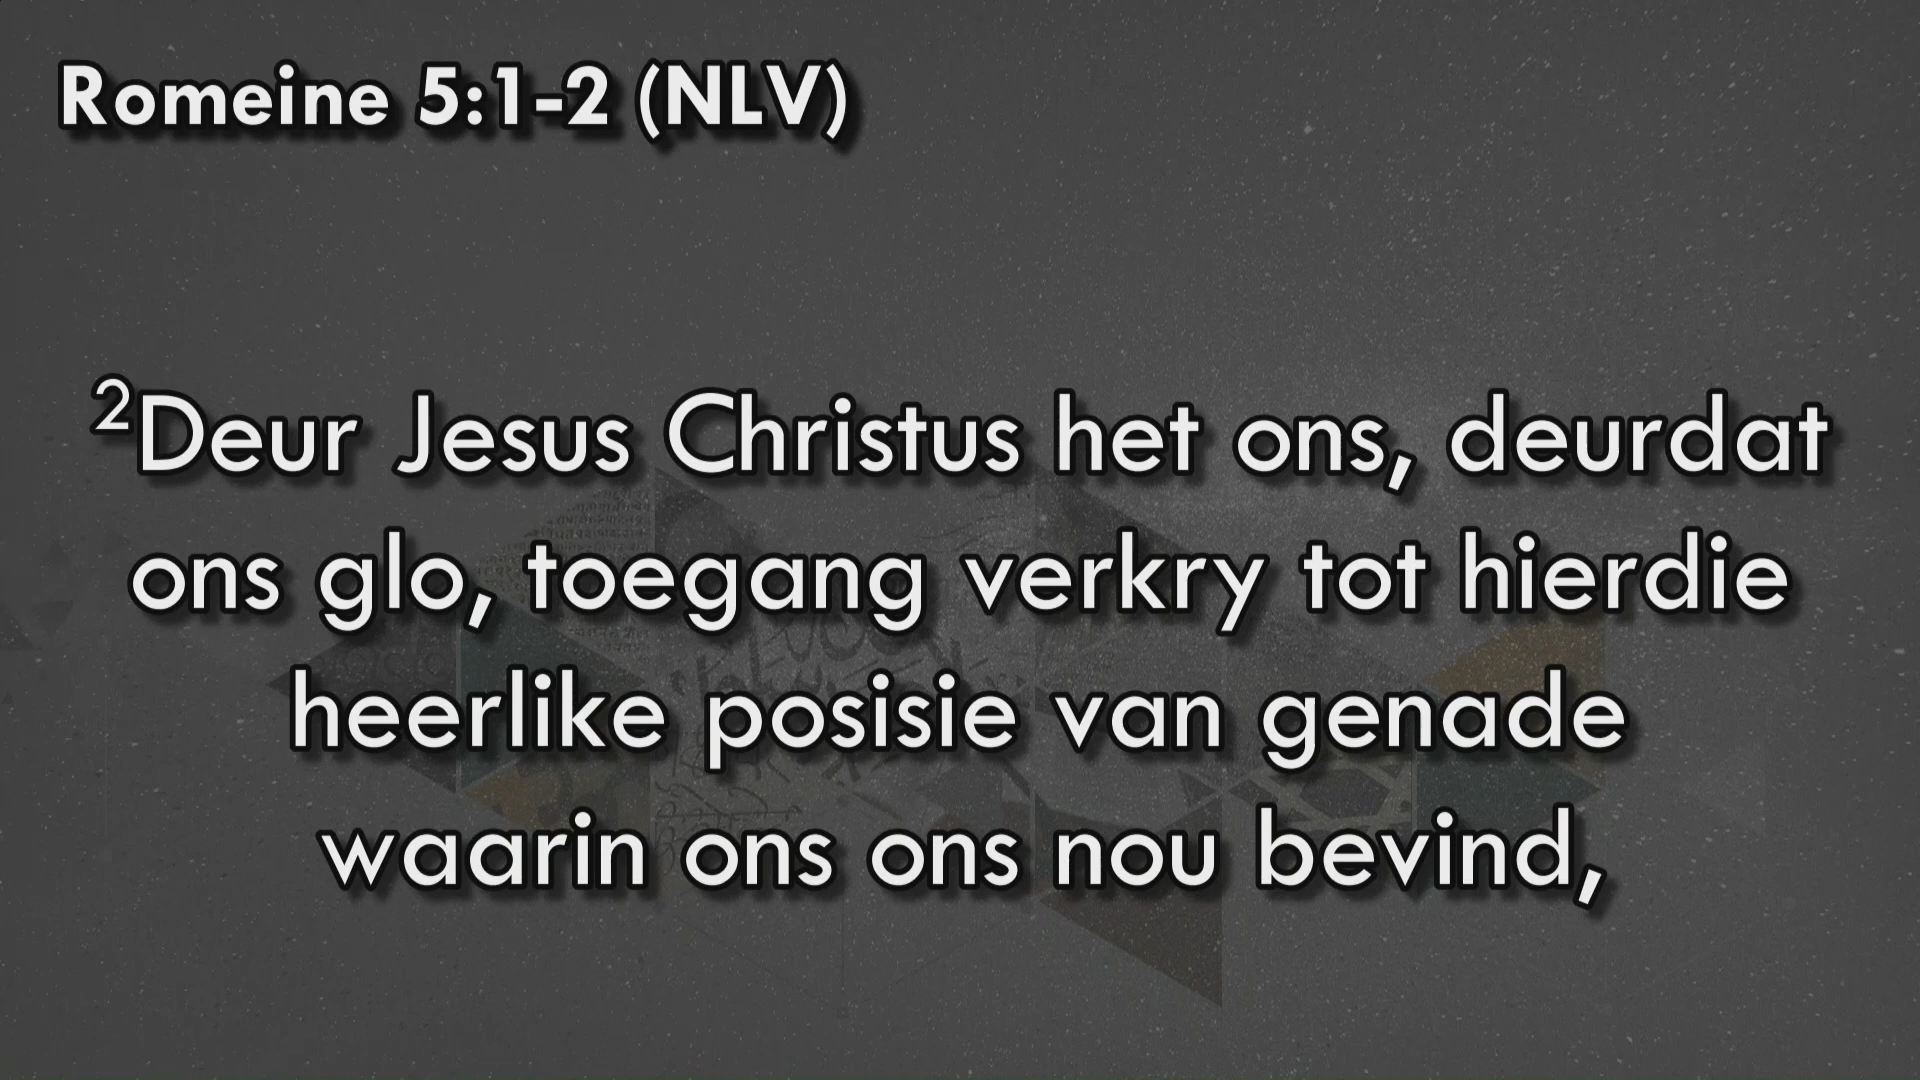 Romeine 5:1-2 (NLV)
²Deur Jesus Christus het ons, deurdat
ons glo, toegang verkry tot hierdie
heerlike posisie van genade
waarin ons ons nou bevind,